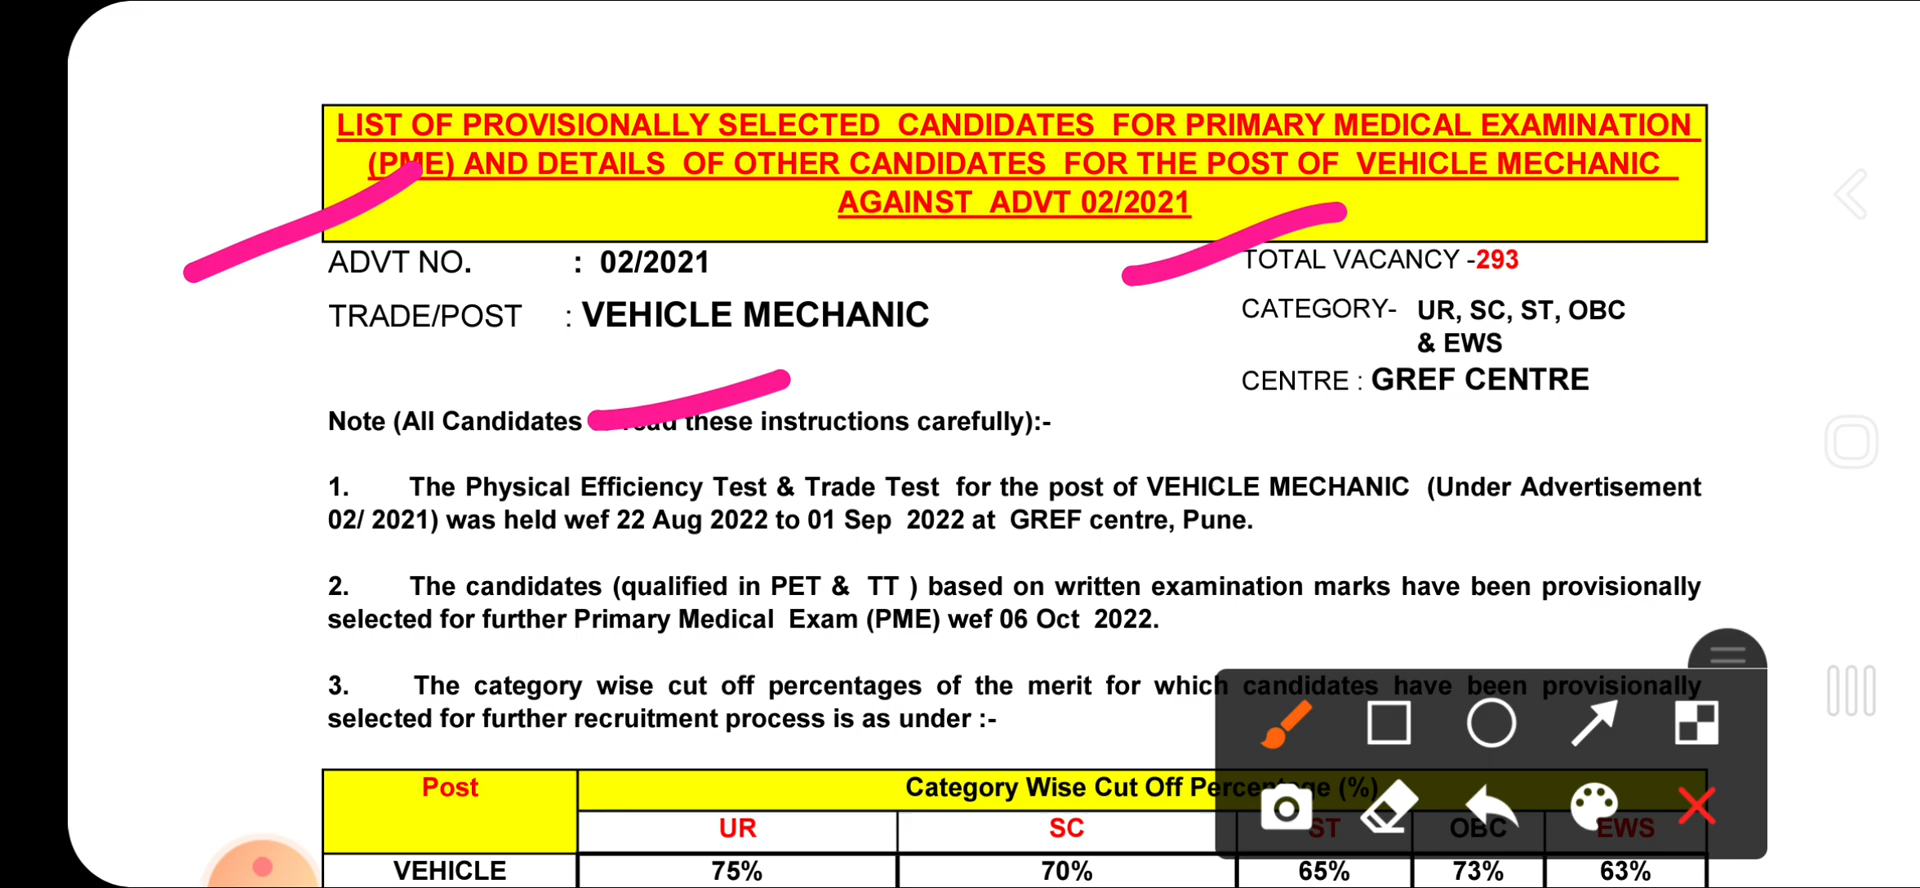 LIST OF PROVISIONALLY SELECTED CANDIDATES FOR PRIMARY MEDICAL EXAMINATION
(PME) AND DETAILS OF OTHER CANDIDATES FOR THE POST OF VEHICLE MECHANIC
AGAINST ADVT 02/2021
ADVT NO. : 02/2021
TOTAL VACANCY -293
TRADE/POST : VEHICLE MECHANIC
CATEGORY- UR, SC, ST, OBC
& EWS
CENTRE : GREF CENTRE
Note (All Candidates read these instructions carefully):-
1. The Physical Efficiency Test & Trade Test for the post of VEHICLE MECHANIC (Under Advertisement
02/ 2021) was held wef 22 Aug 2022 to 01 Sep 2022 at GREF centre, Pune.
2. The candidates (qualified in PET & TT ) based on written examination marks have been provisionally
selected for further Primary Medical Exam (PME) wef 06 Oct 2022.
3. The category wise cut off percentages of the merit for which candidates have been provisionally
selected for further recruitment process is as under :-
Post Category Wise Cut Off Percentage (%)
UR SC ST OBC EWS
VEHICLE 75% 70% 65% 73% 63%